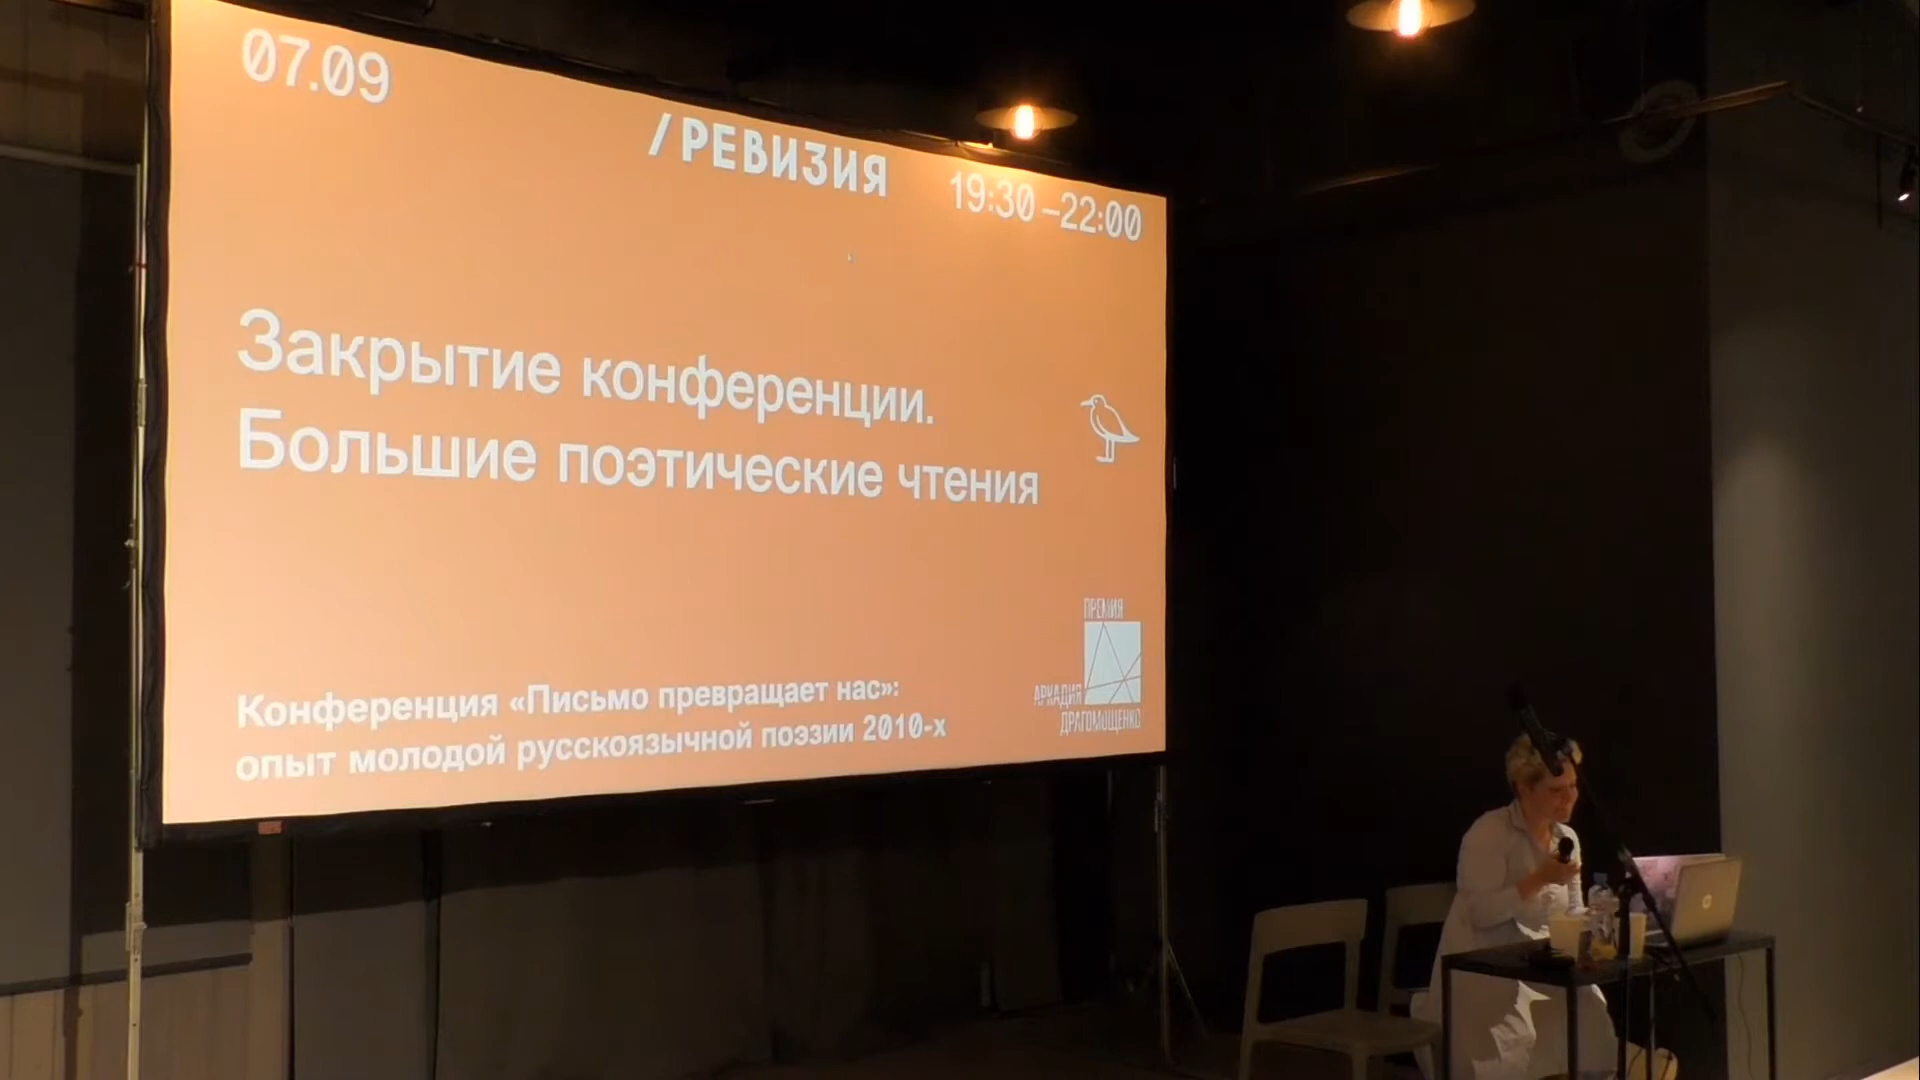 07.09
/РЕВИЗИЯ
19:30–22:00
Закрытие конференции.
Большие поэтические чтения
ПРЕМИЯ
АРКАДИЯ
ДРАГОМОЩЕНКО
Конференция «Письмо превращает нас»:
опыт молодой русскоязычной поэзии 2010-х